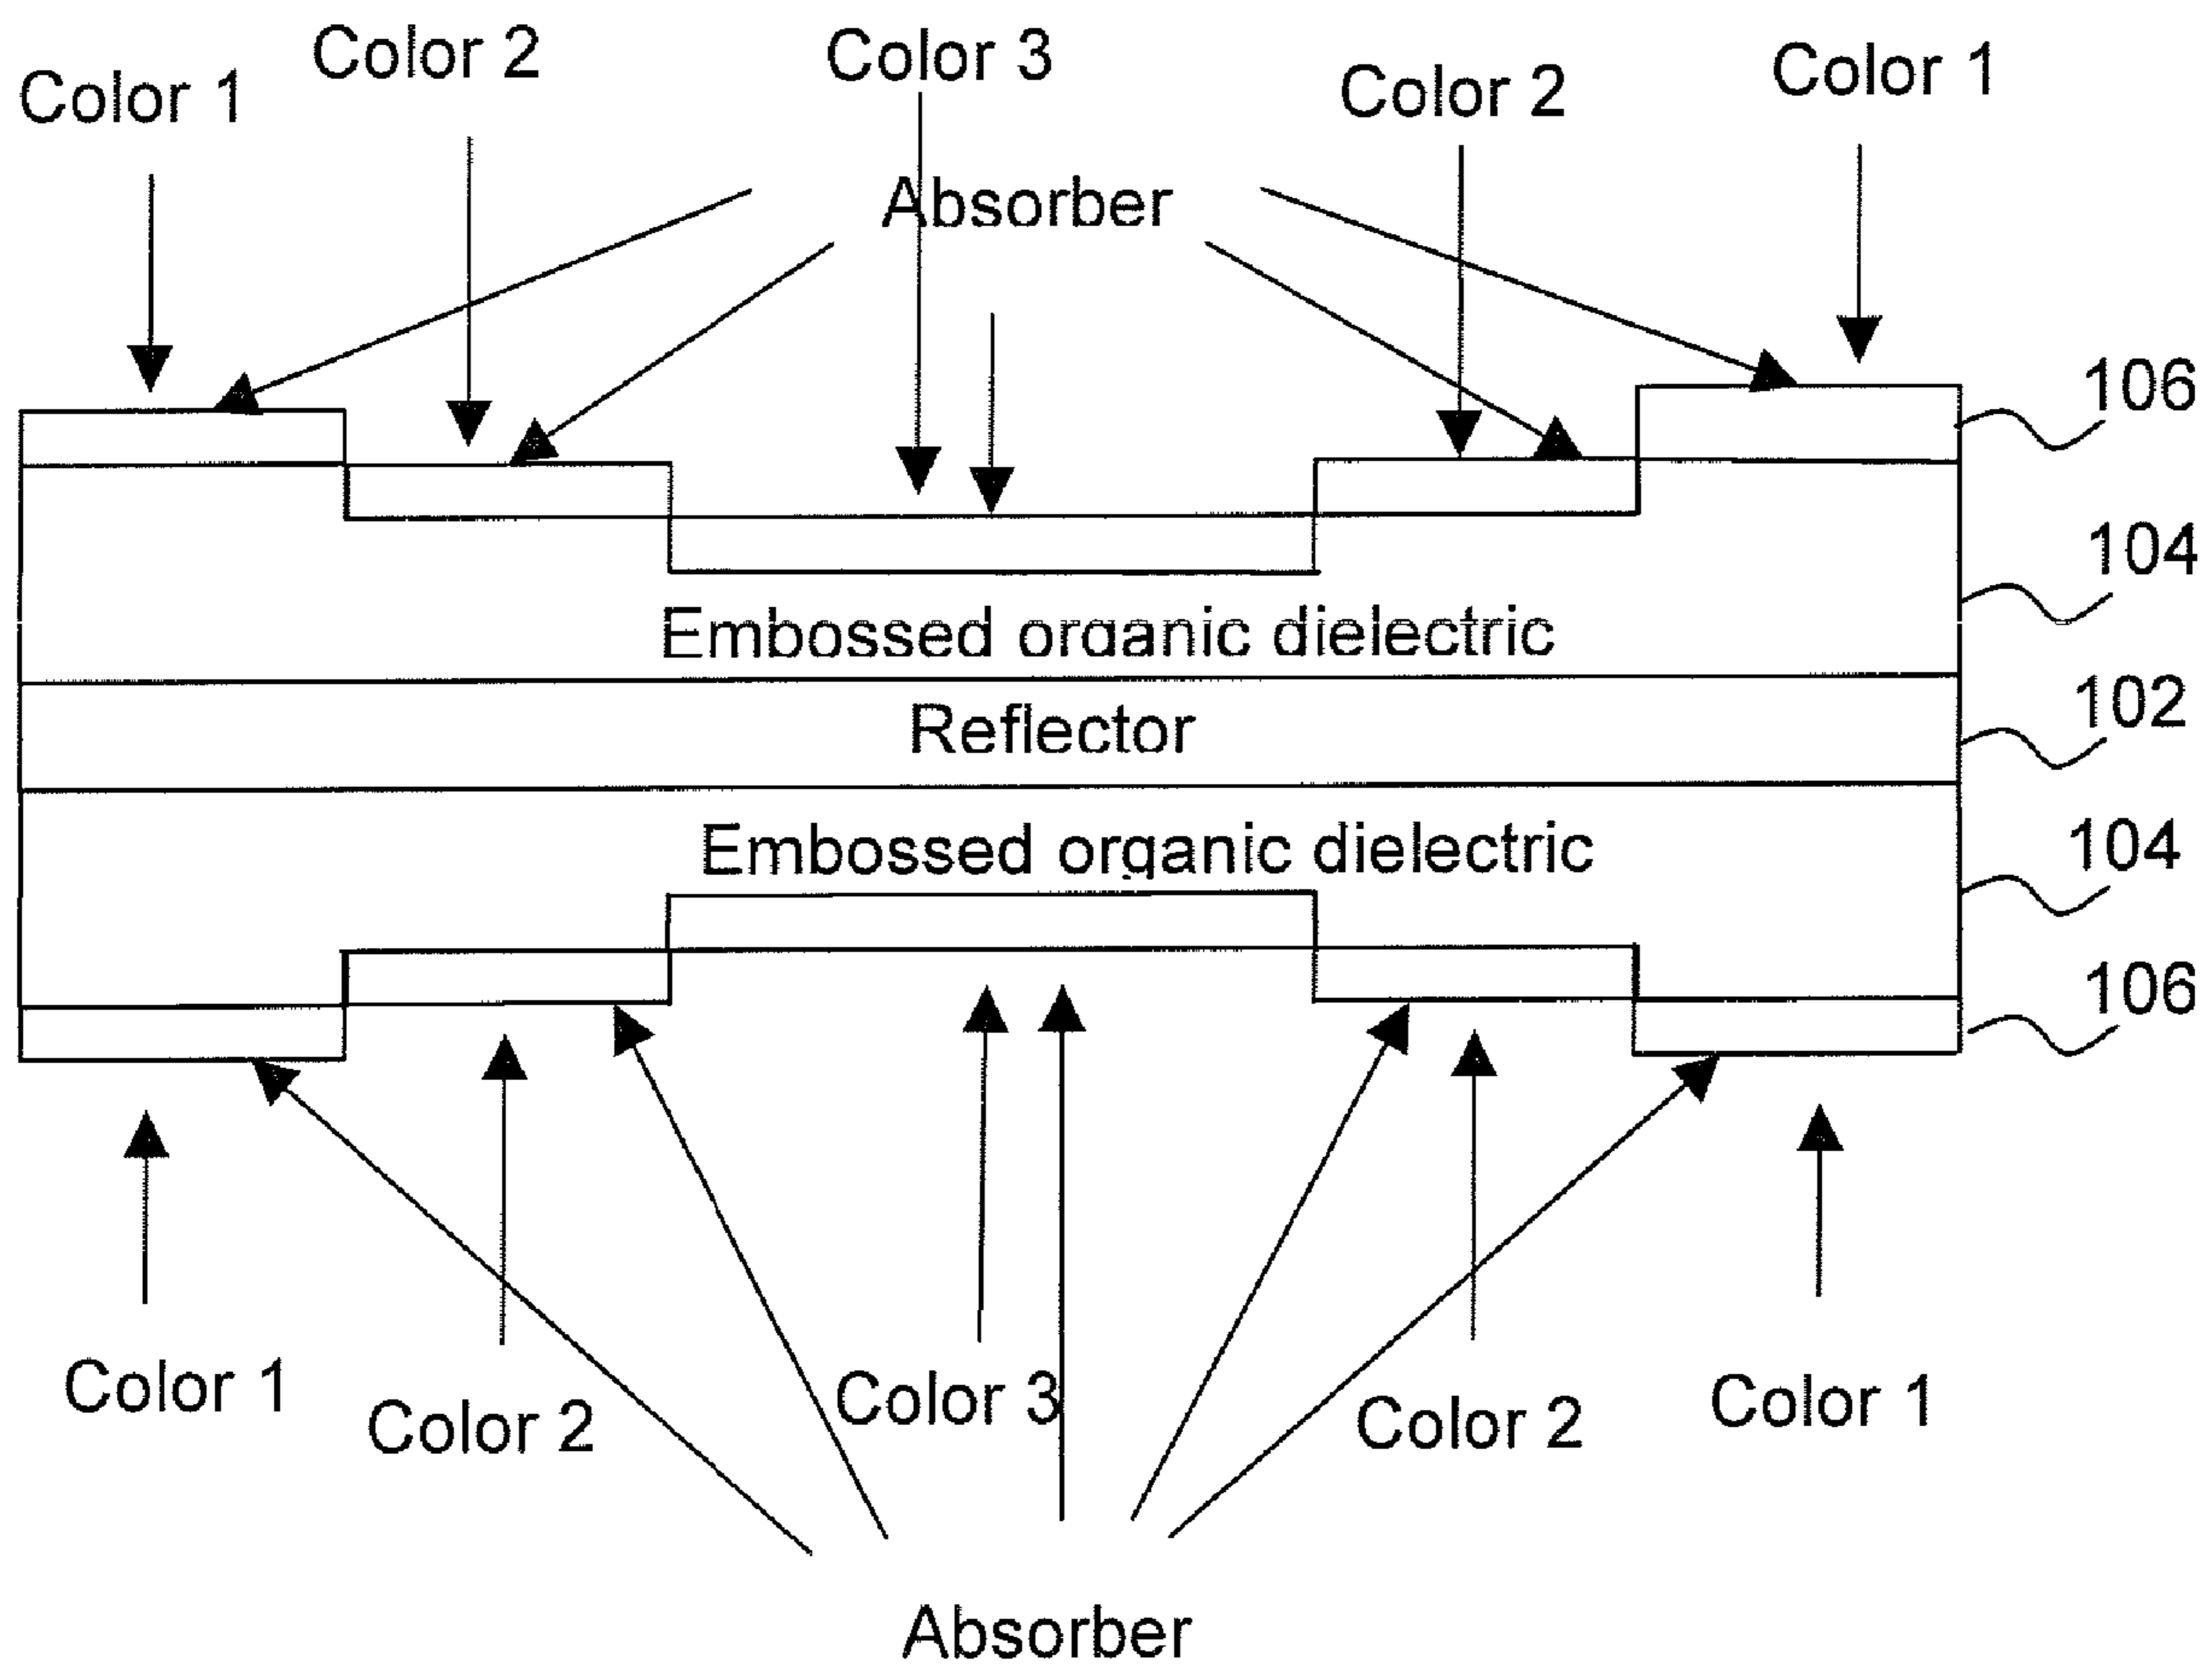 Color 1
Color 2
Color 3
Color 2
Color 1
Absorber
106
104
Embossed organic dielectric
102
Reflector
104
Embossed organic dielectric
106
Color 1
Color 2
Color 3
Color 2
Color 1
Absorber